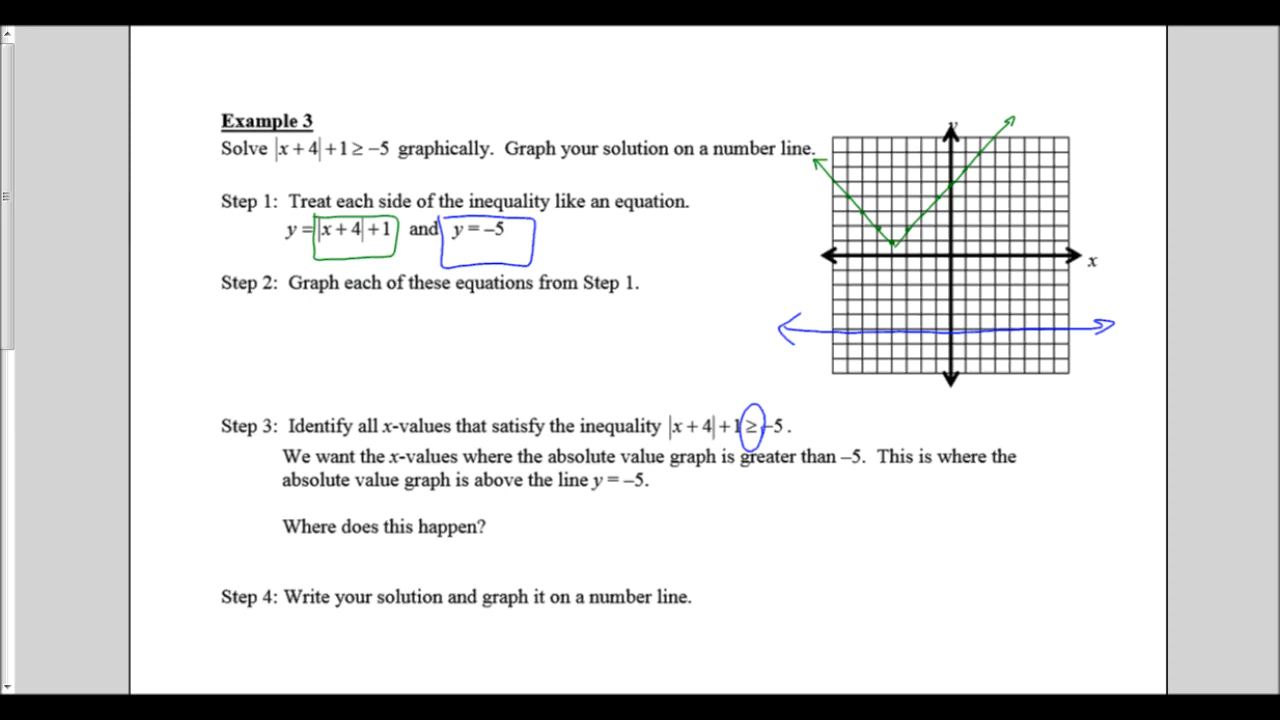 Example 3
Solve |x + 4| + 1 ≥ −5 graphically. Graph your solution on a number line.
Step 1: Treat each side of the inequality like an equation.
y = |x + 4| + 1 and y = −5
Step 2: Graph each of these equations from Step 1.
y
x
Step 3: Identify all x-values that satisfy the inequality |x + 4| + 1 ≥ −5.
We want the x-values where the absolute value graph is greater than −5. This is where the
absolute value graph is above the line y = −5.
Where does this happen?
Step 4: Write your solution and graph it on a number line.